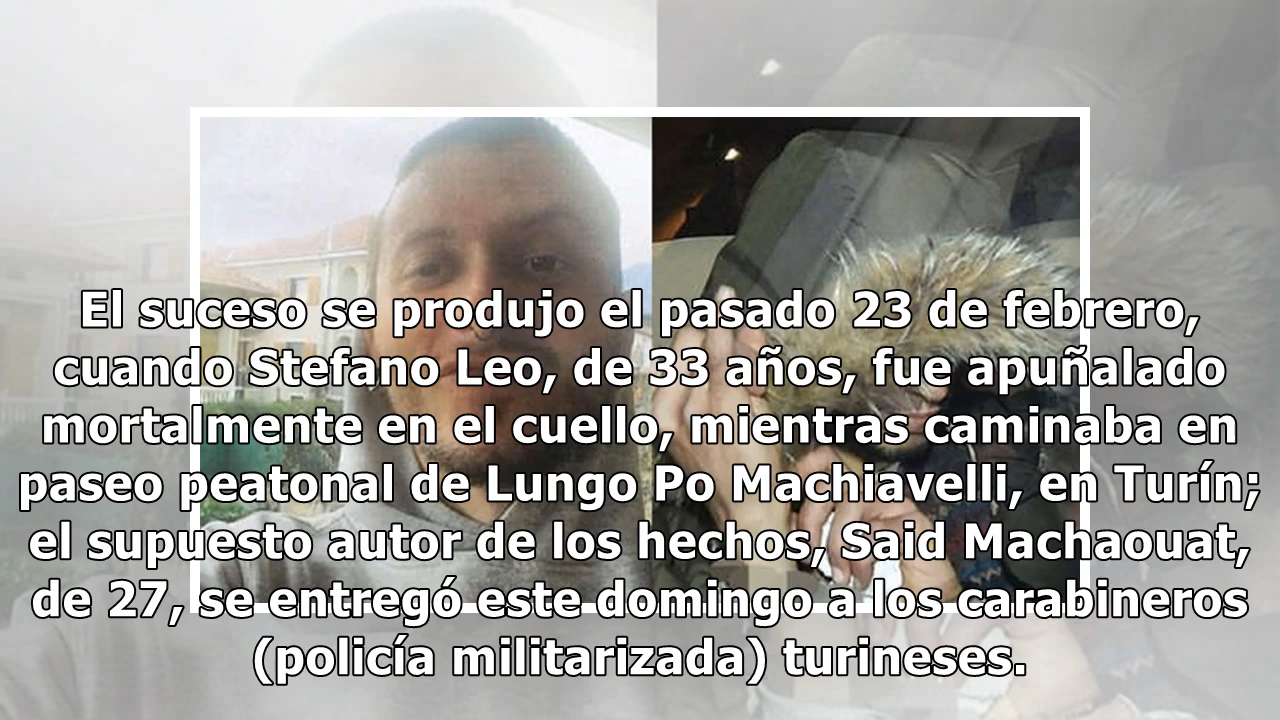 El suceso se produjo el pasado 23 de febrero,
cuando Stefano Leo, de 33 años, fue apuñalado
mortalmente en el cuello, mientras caminaba en
paseo peatonal de Lungo Po Machiavelli, en Turín;
el supuesto autor de los hechos, Said Machaouat,
de 27, se entregó este domingo a los carabineros
(policía militarizada) turineses.